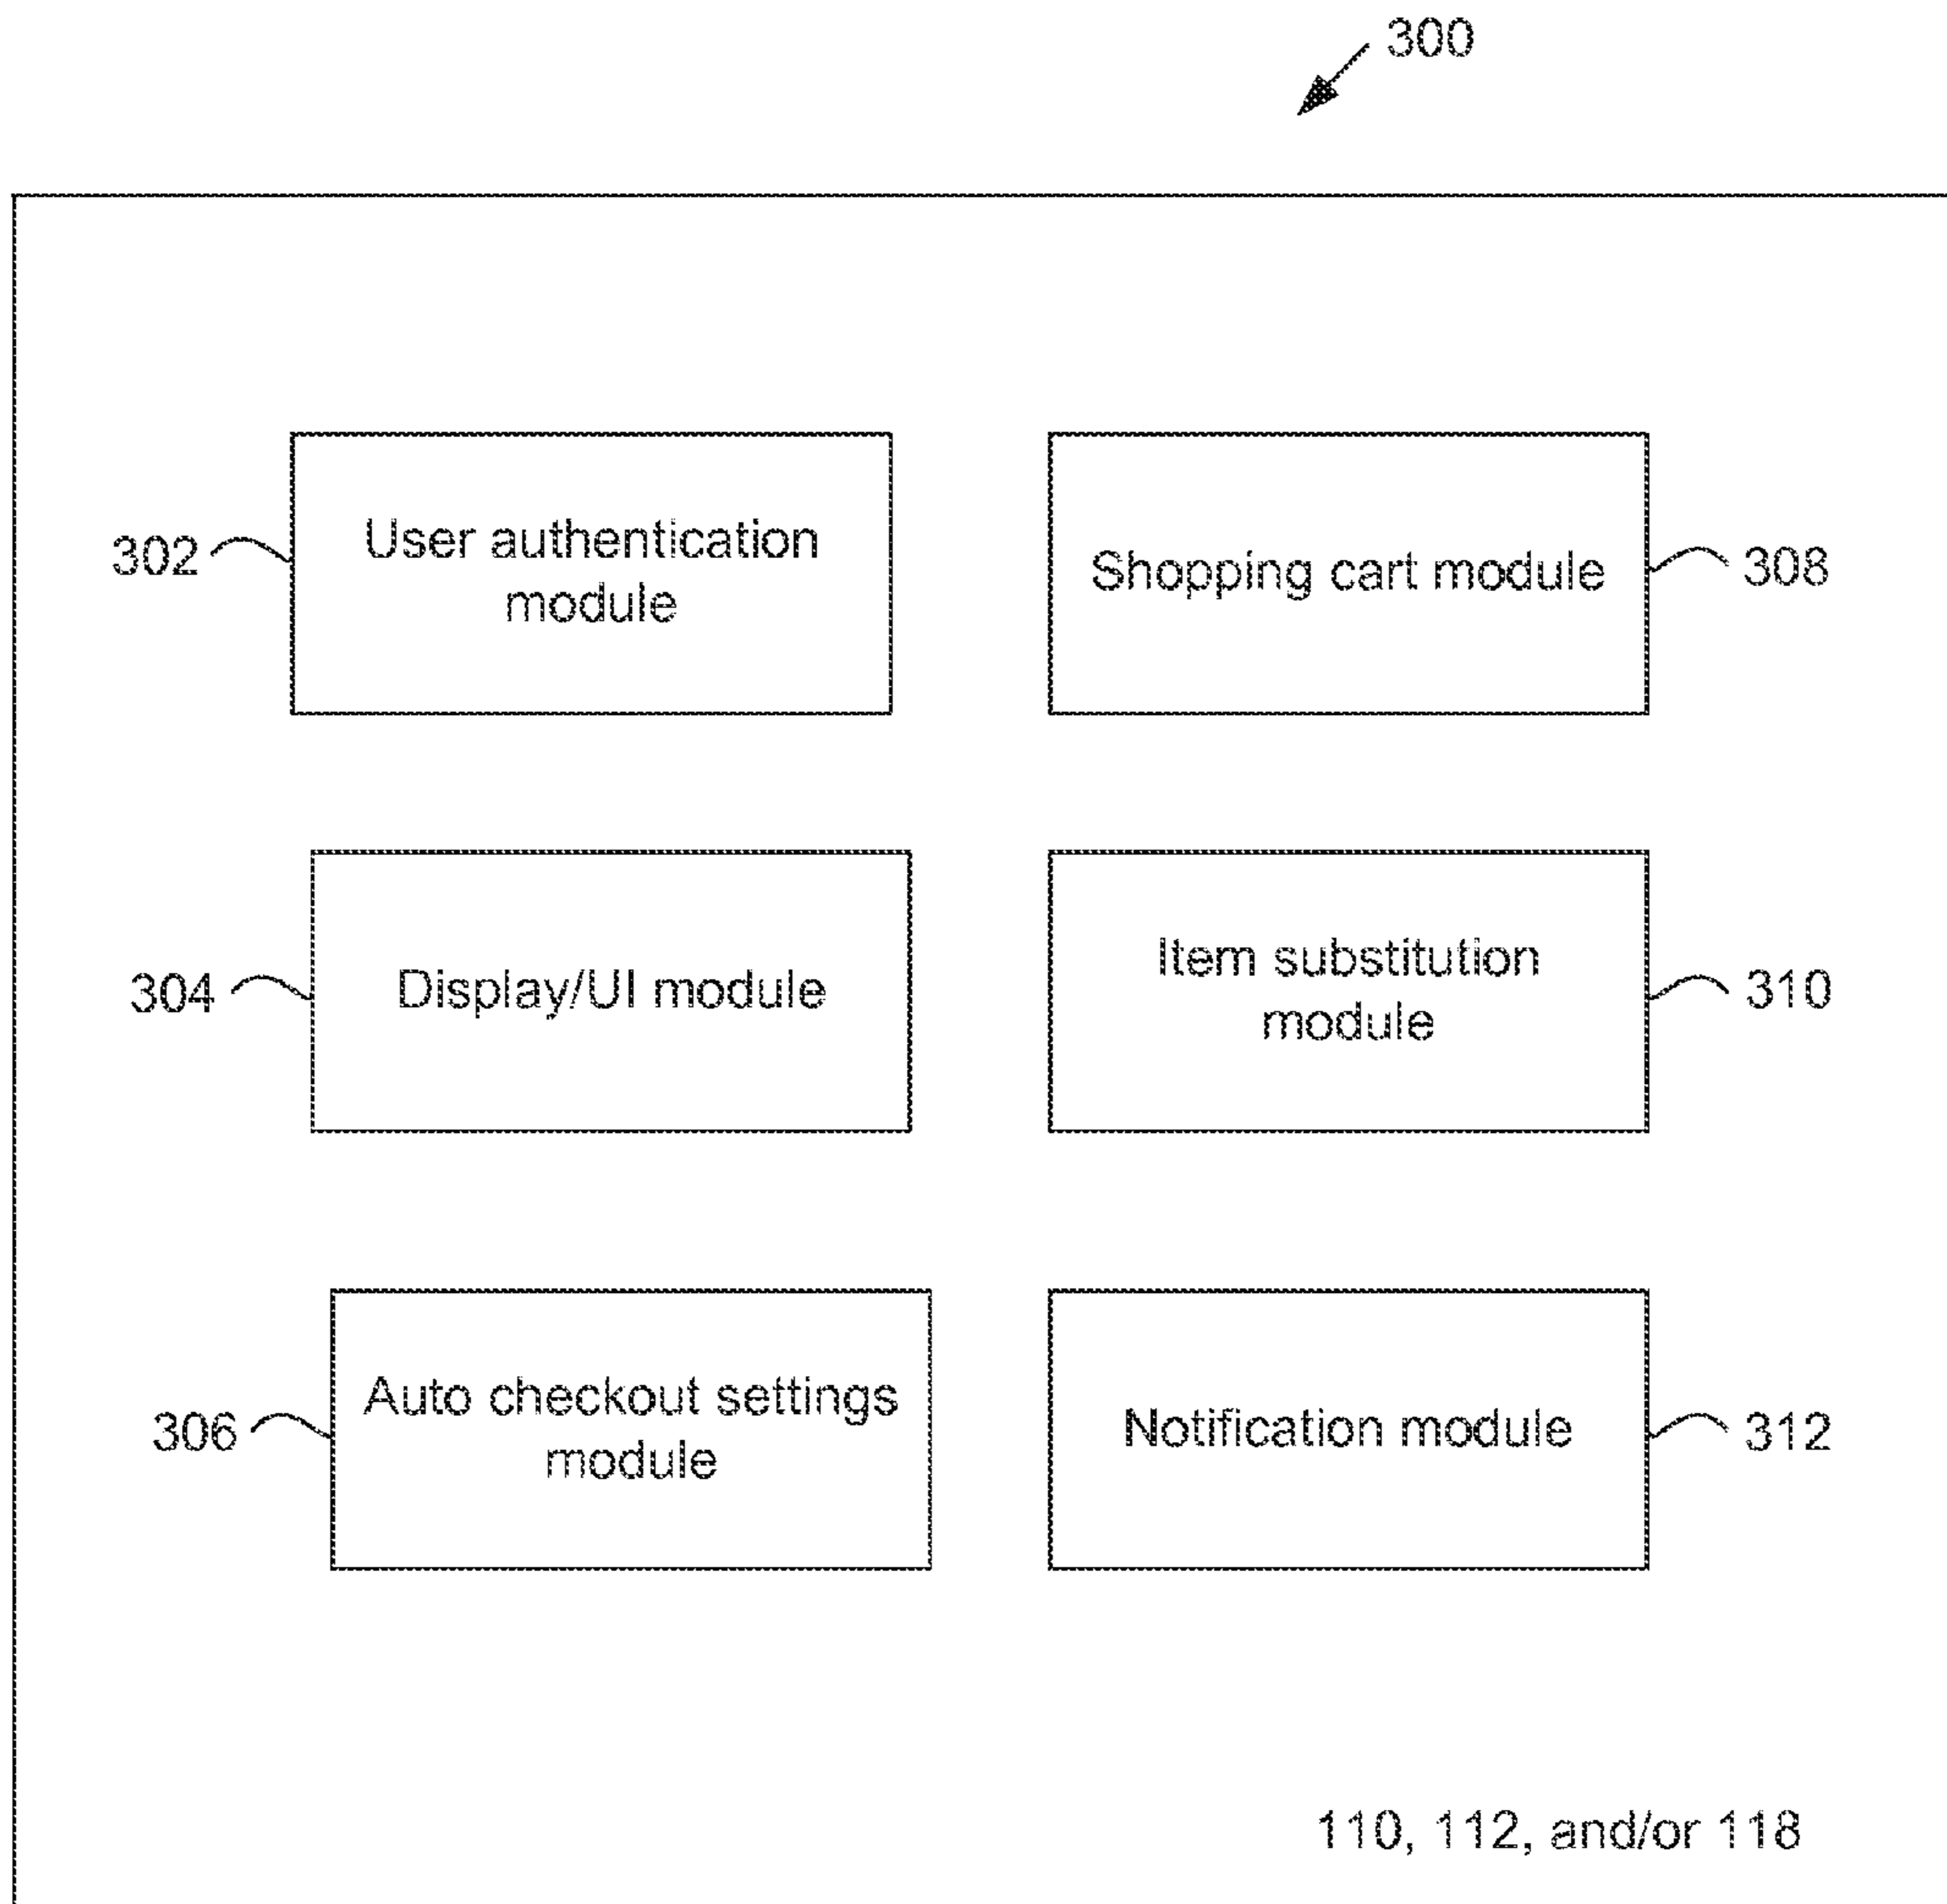 300
302
User authentication
module
Shopping cart module
308
304
Display/UI module
Item substitution
module
310
306
Auto checkout settings
module
Notification module
312
110, 112, and/or 118